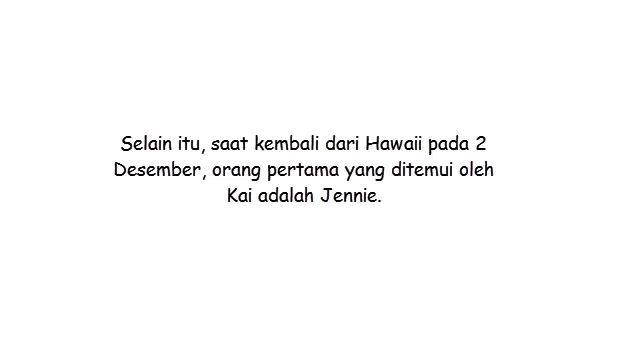 Selain itu, saat kembali dari Hawaii pada 2
Desember, orang pertama yang ditemui oleh
Kai adalah Jennie.